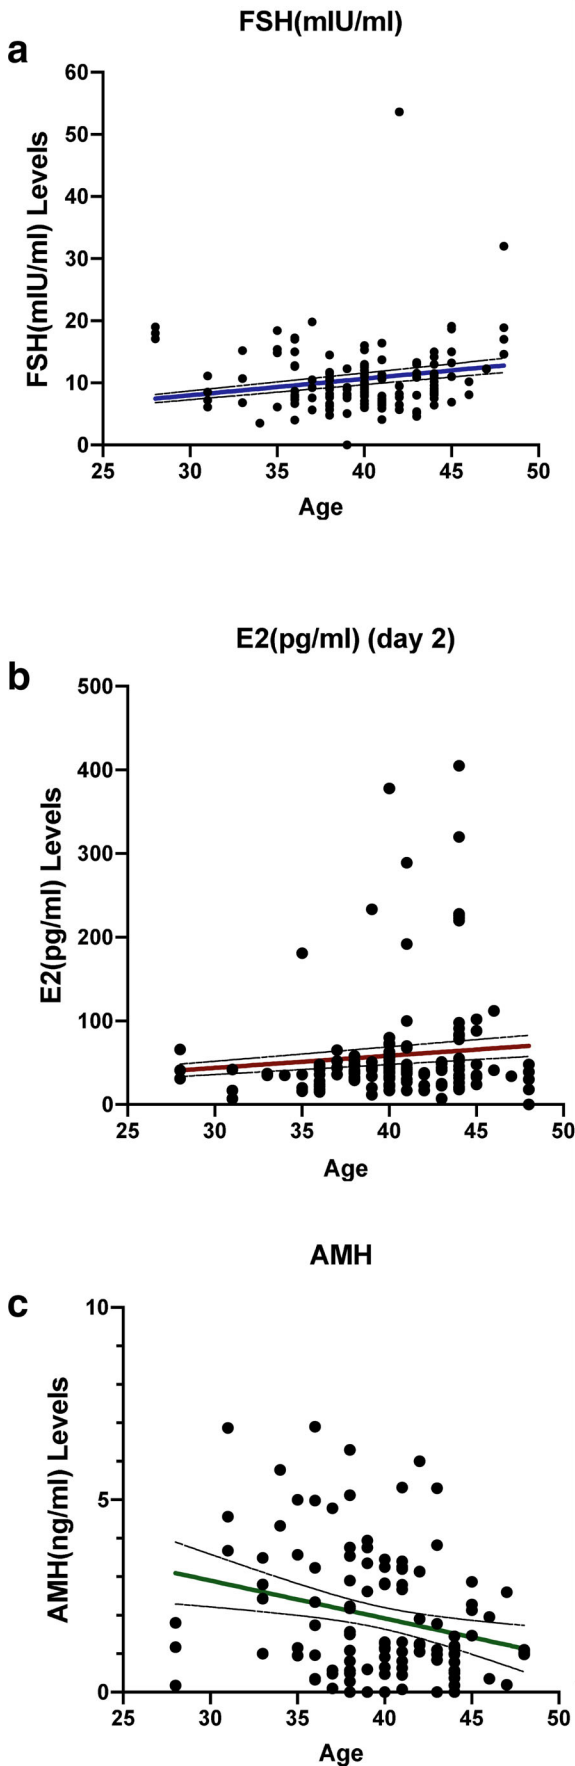 a
FSH(mIU/ml)
FSH(mIU/ml) Levels
60
50
40
30
20
10
0
25 30 35 40 45 50
Age
b
E2(pg/ml) (day 2)
E2(pg/ml) Levels
500
400
300
200
100
0
25 30 35 40 45 50
Age
c
AMH
AMH(ng/ml) Levels
10
5
0
25 30 35 40 45 50
Age